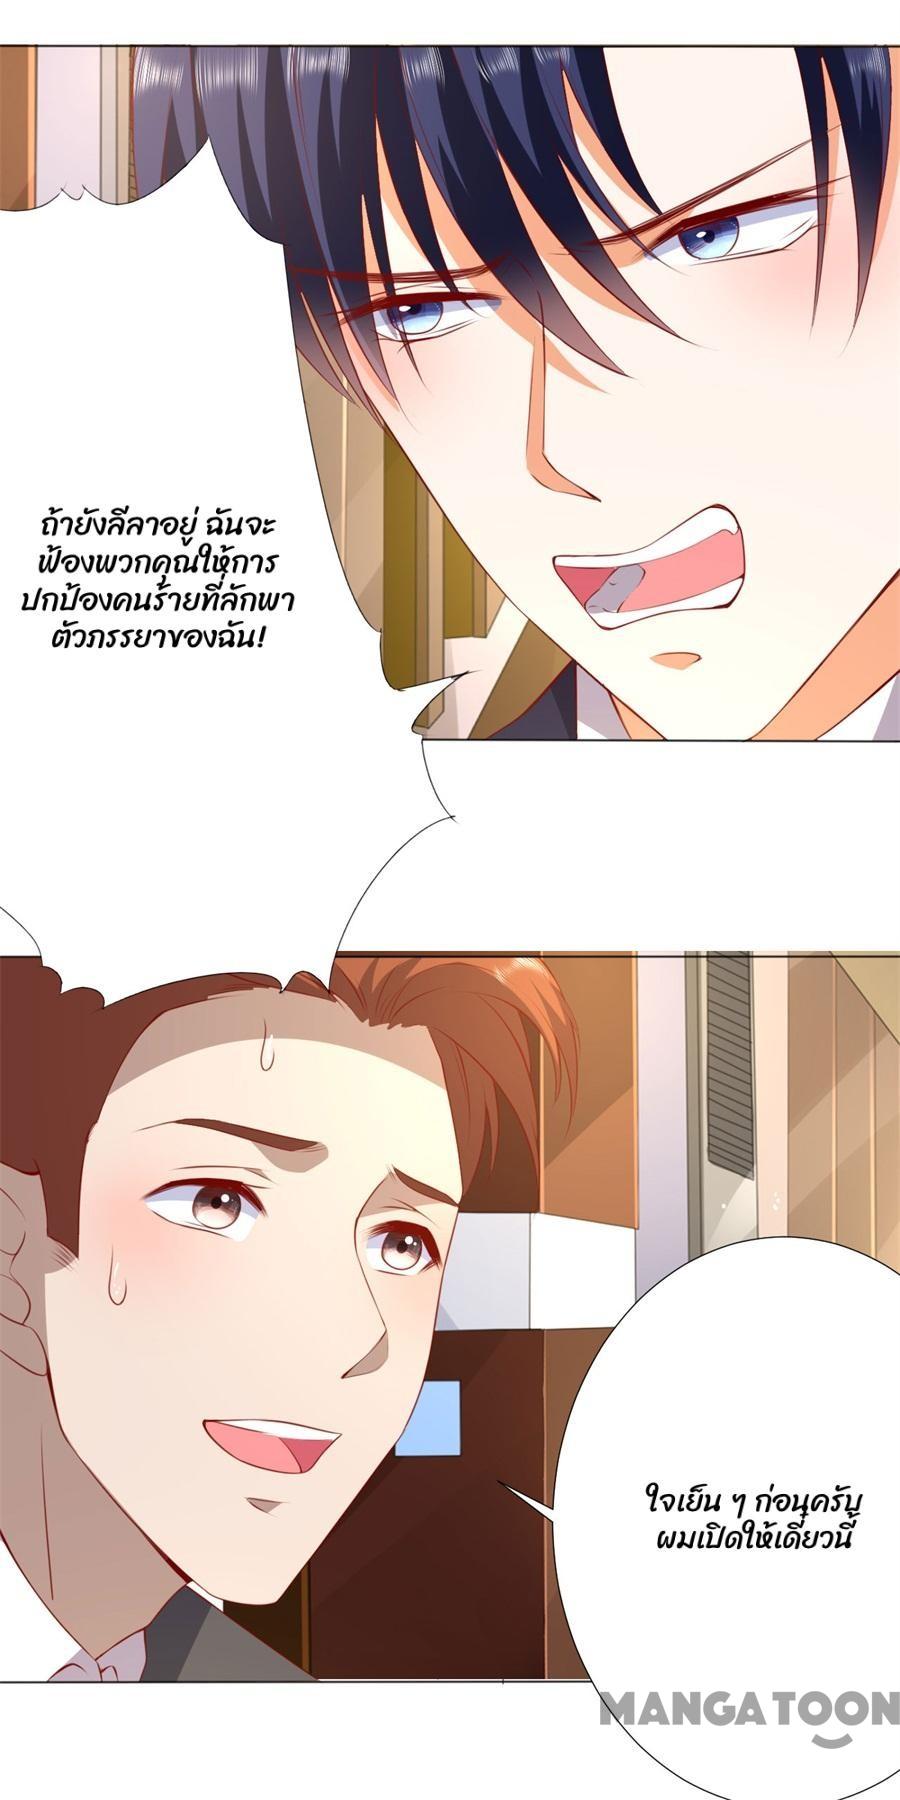 ถ้ายังลีลาอยู่ ฉันจะ
ฟ้องพวกคุณให้การ
ปกป้องคนร้ายที่ลักพา
ตัวภรรยาของฉัน!
ใจเย็น ๆ ก่อนครับ
ผมเปิดให้เดี๋ยวนี้
MANGATOON